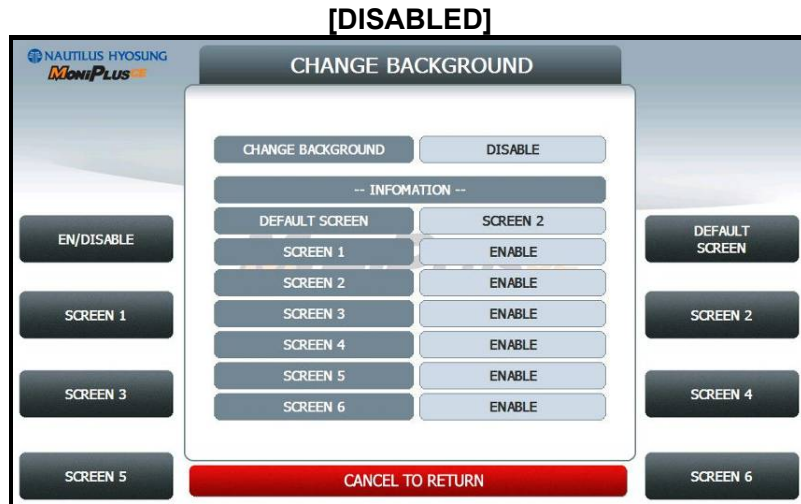 [DISABLED]
NAUTILUS HYOSUNG
MoniPlusCE
CHANGE BACKGROUND
CHANGE BACKGROUND DISABLE
-- INFOMATION --
DEFAULT SCREEN SCREEN 2
SCREEN 1 ENABLE
SCREEN 2 ENABLE
SCREEN 3 ENABLE
SCREEN 4 ENABLE
SCREEN 5 ENABLE
SCREEN 6 ENABLE
EN/DISABLE
SCREEN 1
SCREEN 3
SCREEN 5
DEFAULT
SCREEN
SCREEN 2
SCREEN 4
SCREEN 6
CANCEL TO RETURN